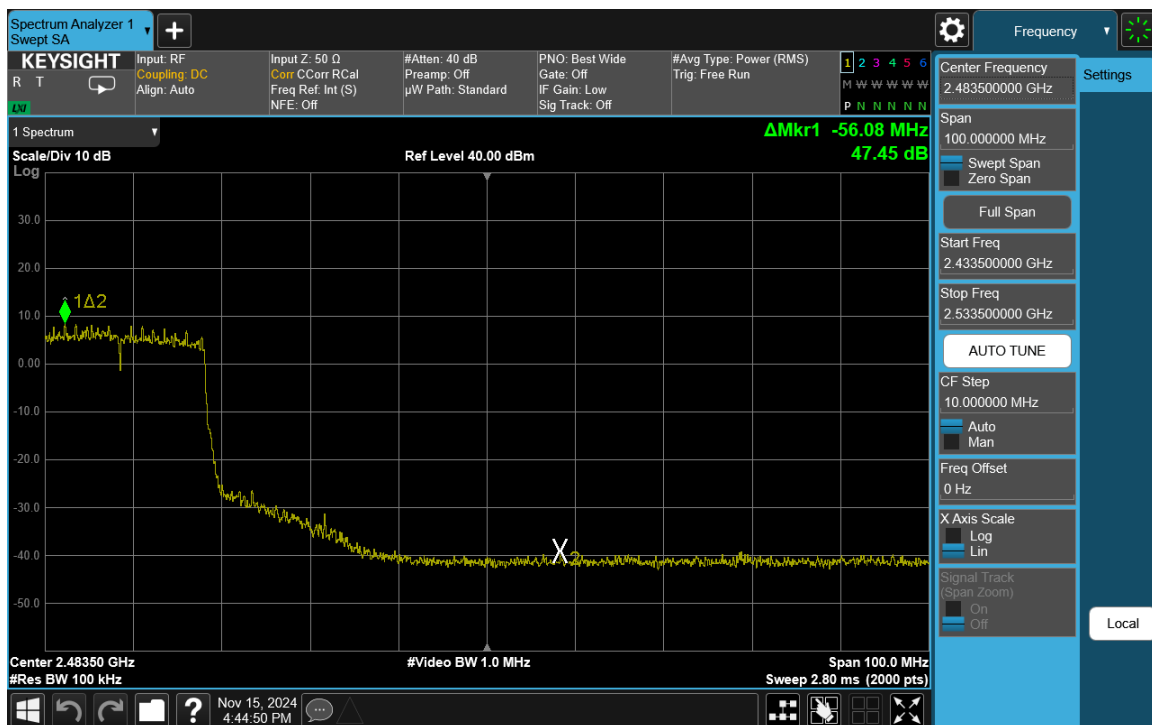 Spectrum Analyzer 1
Swept SA
+
Frequency
KEYSIGHT
R T
LXI
Input: RF
Coupling: DC
Align: Auto
Input Z: 50 Ω
Corr CCorr RCal
Freq Ref: Int (S)
NFE: Off
#Atten: 40 dB
Preamp: Off
µW Path: Standard
PNO: Best Wide
Gate: Off
IF Gain: Low
Sig Track: Off
#Avg Type: Power (RMS)
Trig: Free Run
1 2 3 4 5 6
M W W W W W
P N N N N N
1 Spectrum
Scale/Div 10 dB
Log
Ref Level 40.00 dBm
ΔMkr1 -56.08 MHz
47.45 dB
30.0
20.0
10.0
0.00
-10.0
-20.0
-30.0
-40.0
-50.0
1Δ2
X2
Center 2.48350 GHz
#Res BW 100 kHz
#Video BW 1.0 MHz
Span 100.0 MHz
Sweep 2.80 ms (2000 pts)
Center Frequency
2.483500000 GHz
Span
100.000000 MHz
Swept Span
Zero Span
Full Span
Start Freq
2.433500000 GHz
Stop Freq
2.533500000 GHz
AUTO TUNE
CF Step
10.000000 MHz
Auto
Man
Freq Offset
0 Hz
X Axis Scale
Log
Lin
Signal Track
(Span Zoom)
On
Off
Settings
Local
?
Nov 15, 2024
4:44:50 PM